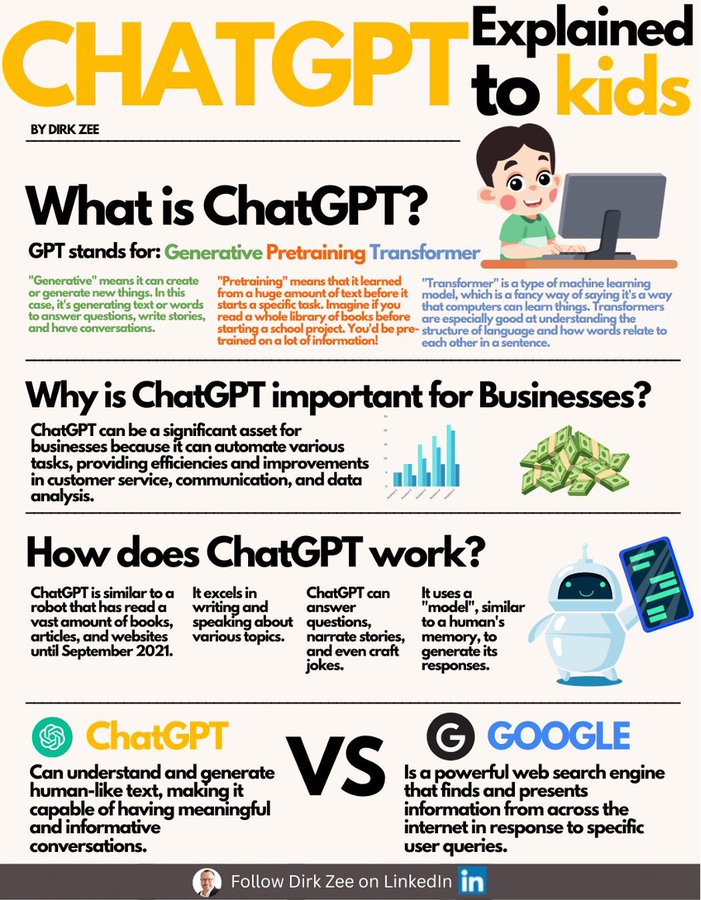 CHATGPT
Explained
to kids
BY DIRK ZEE
What is ChatGPT?
GPT stands for: Generative Pretraining Transformer
"Generative" means it can create
or generate new things. In this
case, it's generating text or words
to answer questions, write stories,
and have conversations.
"Pretraining" means that it learned
from a huge amount of text before it
starts a specific task. Imagine if you
read a whole library of books before
starting a school project. You'd be pre-
trained on a lot of information!
"Transformer" is a type of machine learning
model, which is a fancy way of saying it's a way
that computers can learn things. Transformers
are especially good at understanding the
structure of language and how words relate to
each other in a sentence.
Why is ChatGPT important for Businesses?
ChatGPT can be a significant asset for
businesses because it can automate various
tasks, providing efficiencies and improvements
in customer service, communication, and data
analysis.
How does ChatGPT work?
ChatGPT is similar to a
robot that has read a
vast amount of books,
articles, and websites
until September 2021.
It excels in
writing and
speaking about
various topics.
ChatGPT can
answer
questions,
narrate stories,
and even craft
jokes.
It uses a
"model", similar
to a human's
memory, to
generate its
responses.
ChatGPT
Can understand and generate
human-like text, making it
capable of having meaningful
and informative
conversations.
VS
G GOOGLE
Is a powerful web search engine
that finds and presents
information from across the
internet in response to specific
user queries.
Follow Dirk Zee on LinkedIn in